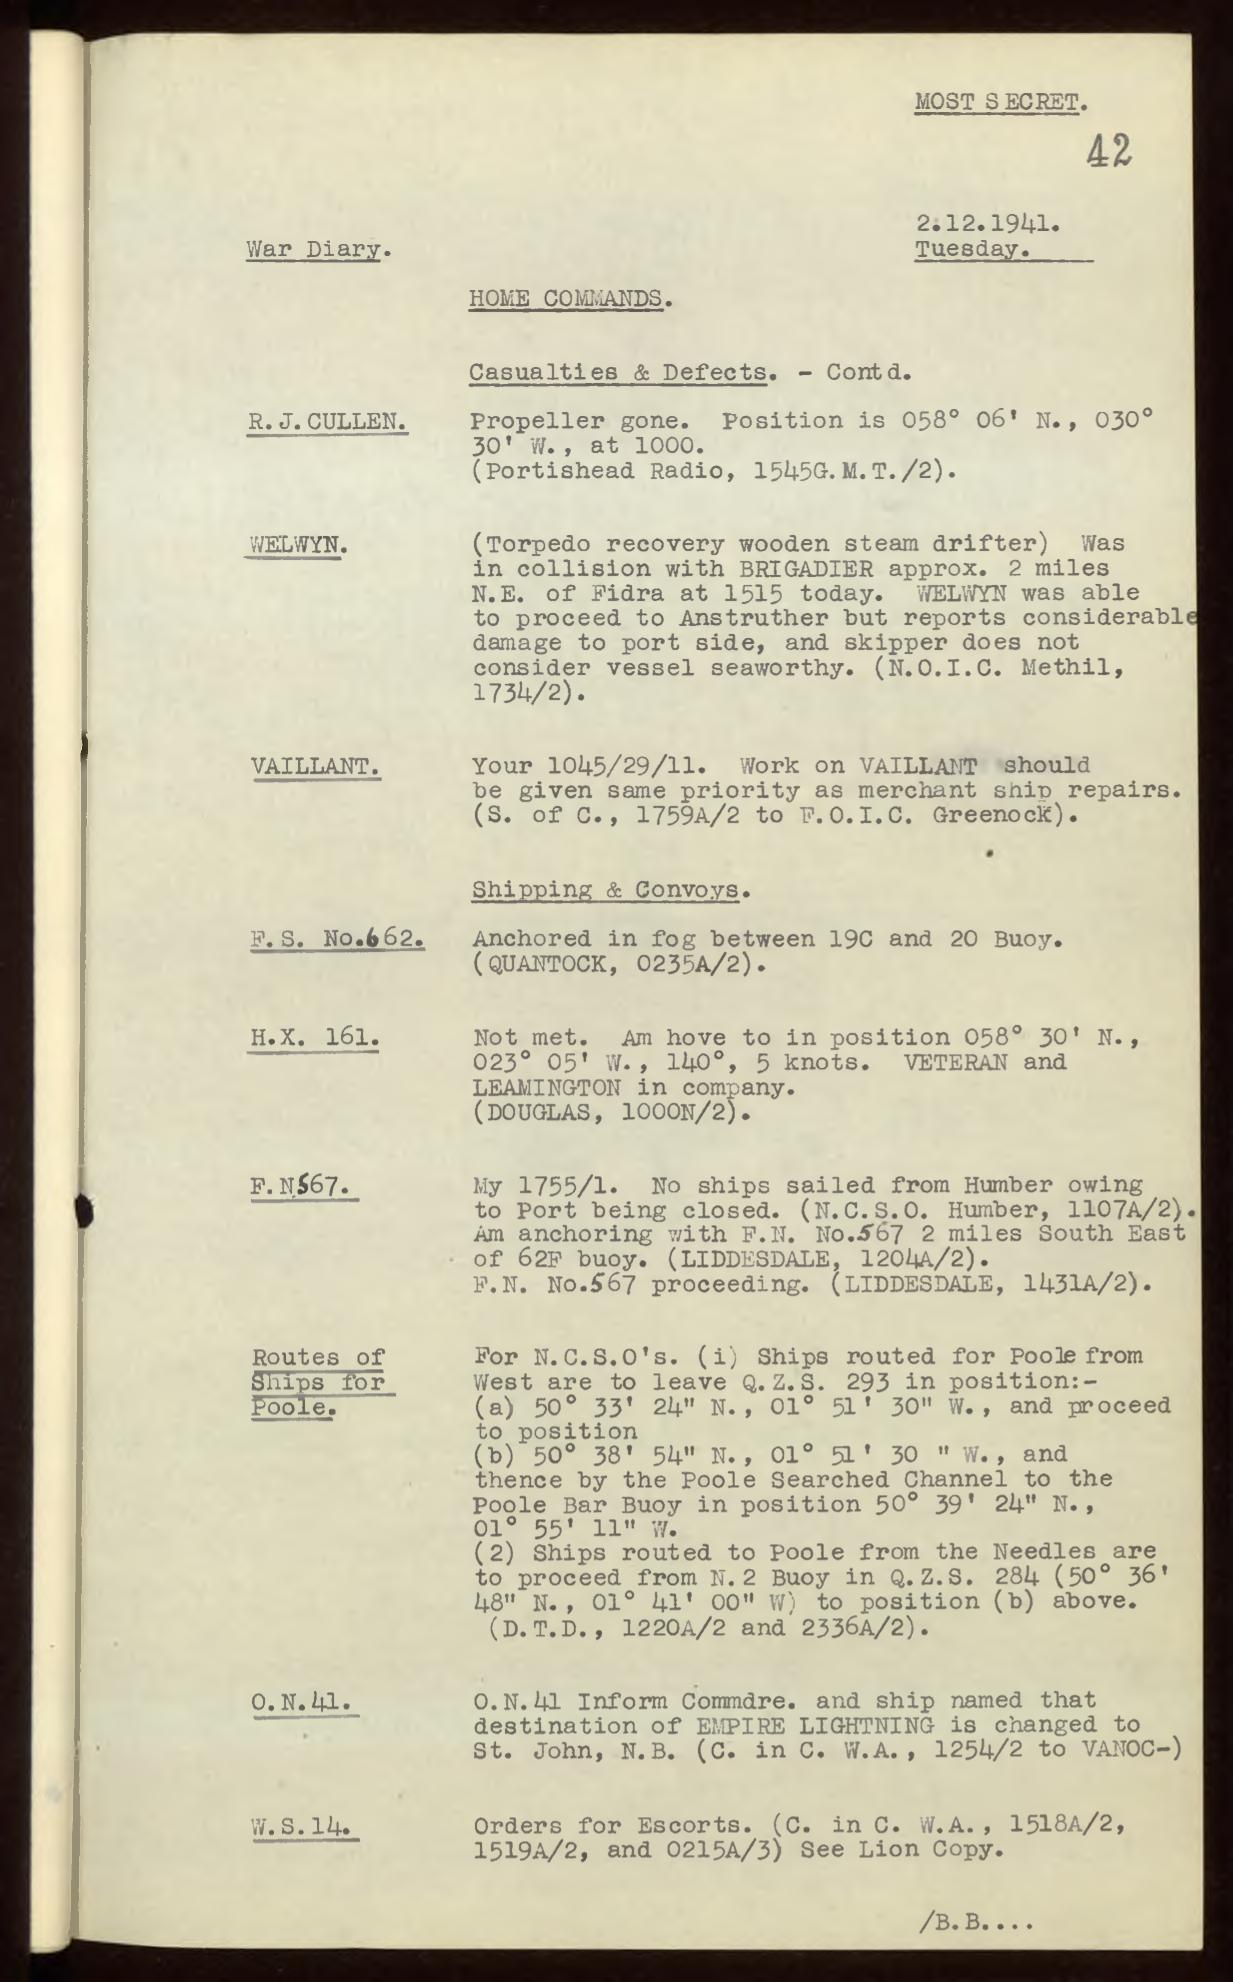 MOST SECRET.
42
2.12.1941.
War Diary.
Tuesday.
HOME COMMANDS.
Casualties & Defects. - Contd.
R.J.CULLEN. Propeller gone. Position is 058° 06' N., 030°
30' W., at 1000.
(Portishead Radio, 1545G.M.T./2).
WELWYN. (Torpedo recovery wooden steam drifter) Was
in collision with BRIGADIER approx. 2 miles
N.E. of Fidra at 1515 today. WELWYN was able
to proceed to Anstruther but reports considerable
damage to port side, and skipper does not
consider vessel seaworthy. (N.O.I.C. Methil,
1734/2).
VAILLANT. Your 1045/29/11. Work on VAILLANT should
be given same priority as merchant ship repairs.
(S. of C., 1759A/2 to F.O.I.C. Greenock).
Shipping & Convoys.
F.S. No.662. Anchored in fog between 19C and 20 Buoy.
(QUANTOCK, 0235A/2).
H.X. 161. Not met. Am hove to in position 058° 30' N.,
023° 05' W., 140°, 5 knots. VETERAN and
LEAMINGTON in company.
(DOUGLAS, 1000N/2).
F.N567. My 1755/1. No ships sailed from Humber owing
to Port being closed. (N.C.S.O. Humber, 1107A/2).
Am anchoring with F.N. No.567 2 miles South East
of 62F buoy. (LIDDESDALE, 1204A/2).
F.N. No.567 proceeding. (LIDDESDALE, 1431A/2).
Routes of For N.C.S.O's. (i) Ships routed for Poole from
Ships for West are to leave Q.Z.S. 293 in position:-
Poole. (a) 50° 33' 24" N., 01° 51' 30" W., and proceed
to position
(b) 50° 38' 54" N., 01° 51' 30 " W., and
thence by the Poole Searched Channel to the
Poole Bar Buoy in position 50° 39' 24" N.,
01° 55' 11" W.
(2) Ships routed to Poole from the Needles are
to proceed from N.2 Buoy in Q.Z.S. 284 (50° 36'
48" N., 01° 41' 00" W) to position (b) above.
(D.T.D., 1220A/2 and 2336A/2).
O.N.41. O.N.41 Inform Commdre. and ship named that
destination of EMPIRE LIGHTNING is changed to
St. John, N.B. (C. in C. W.A., 1254/2 to VANOC-)
W.S.14. Orders for Escorts. (C. in C. W.A., 1518A/2,
1519A/2, and 0215A/3) See Lion Copy.
/B.B....